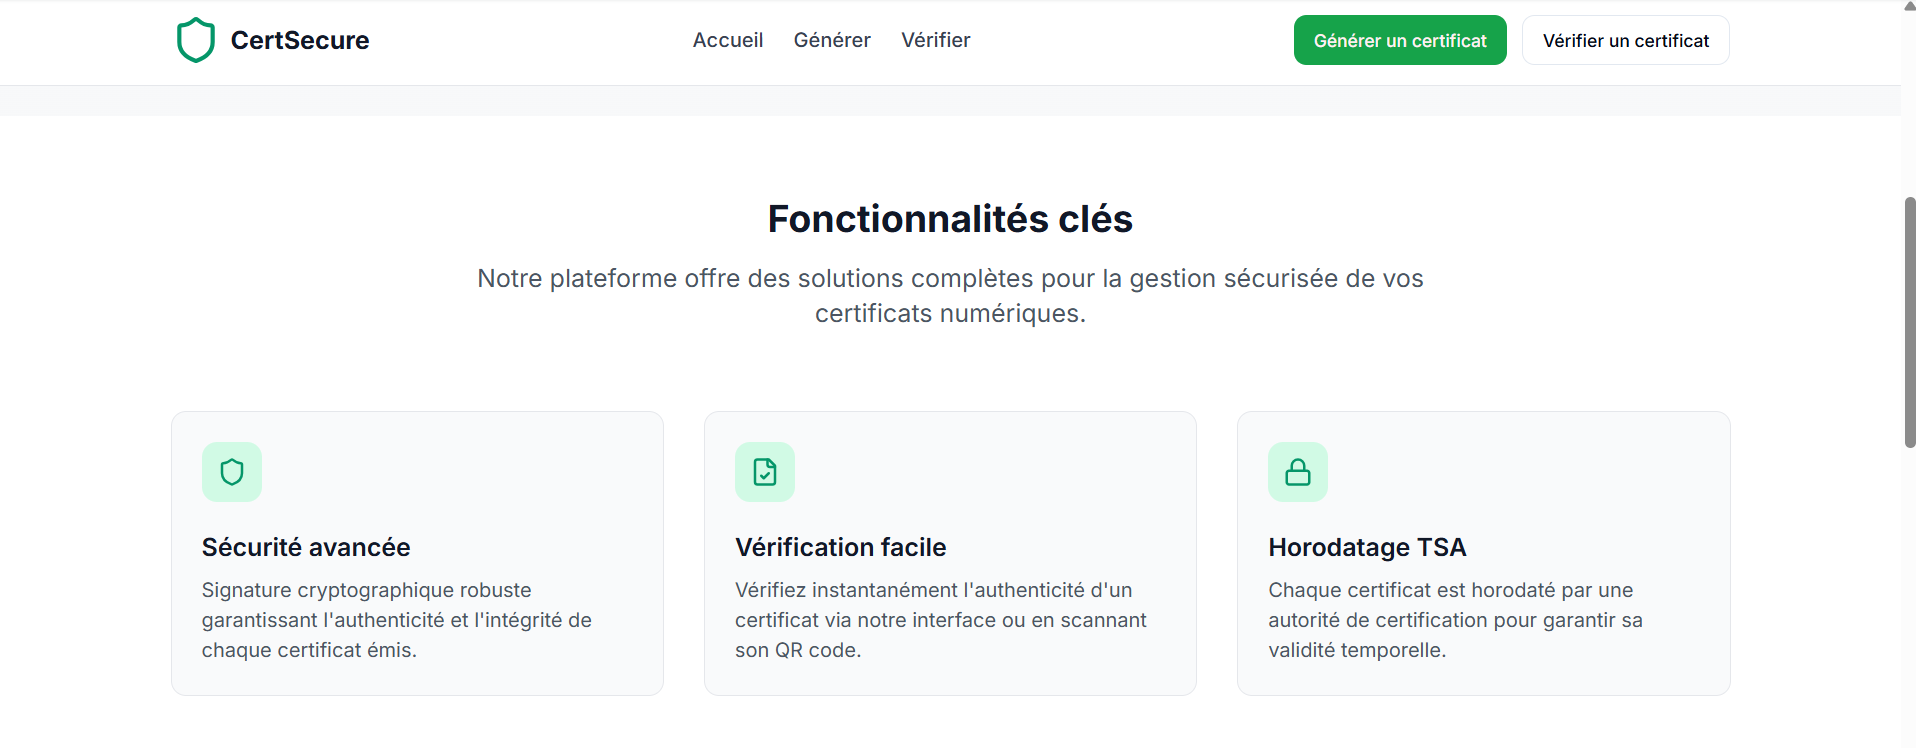 CertSecure
Accueil
Générer
Vérifier
Générer un certificat
Vérifier un certificat
Fonctionnalités clés
Notre plateforme offre des solutions complètes pour la gestion sécurisée de vos
certificats numériques.
Sécurité avancée
Signature cryptographique robuste
garantissant l'authenticité et l'intégrité de
chaque certificat émis.
Vérification facile
Vérifiez instantanément l'authenticité d'un
certificat via notre interface ou en scannant
son QR code.
Horodatage TSA
Chaque certificat est horodaté par une
autorité de certification pour garantir sa
validité temporelle.